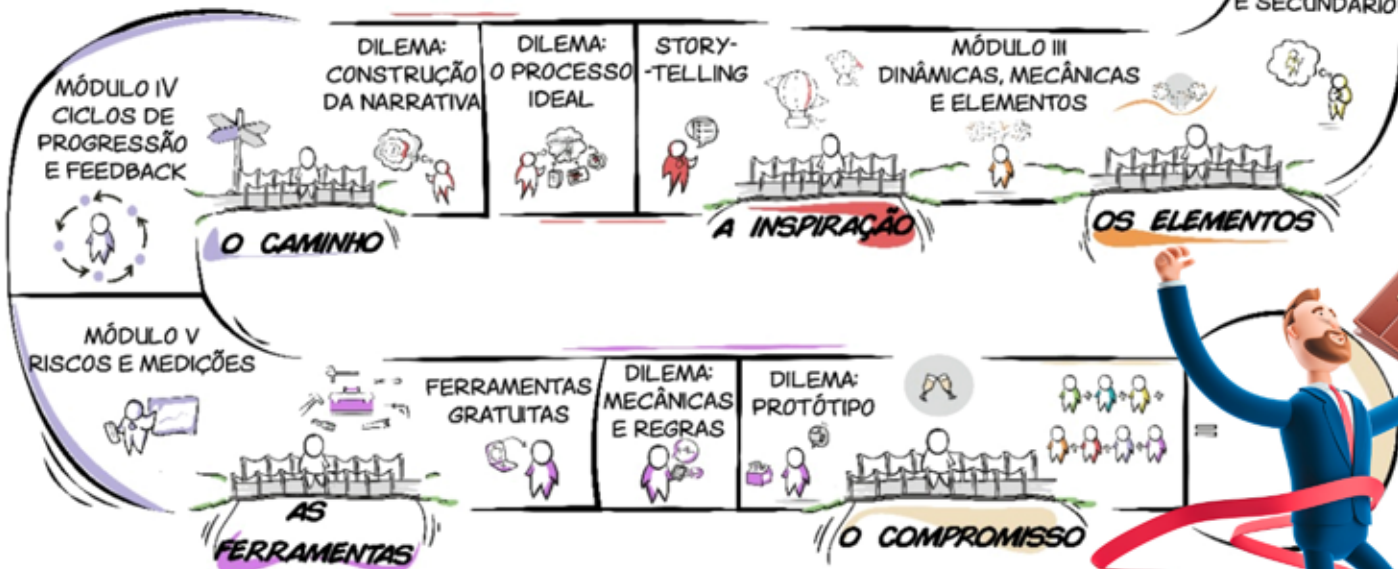 E SECUNDÁRIO
MÓDULO IV
CICLOS DE
PROGRESSÃO
E FEEDBACK
DILEMA:
CONSTRUÇÃO
DA NARRATIVA
DILEMA:
O PROCESSO
IDEAL
STORY-
-TELLING
MÓDULO III
DINÂMICAS, MECÂNICAS
E ELEMENTOS
O CAMINHO
A INSPIRAÇÃO
OS ELEMENTOS
MÓDULO V
RISCOS E MEDIÇÕES
FERRAMENTAS
GRATUITAS
DILEMA:
MECÂNICAS
E REGRAS
DILEMA:
PROTÓTIPO
=
AS
FERRAMENTAS
O COMPROMISSO